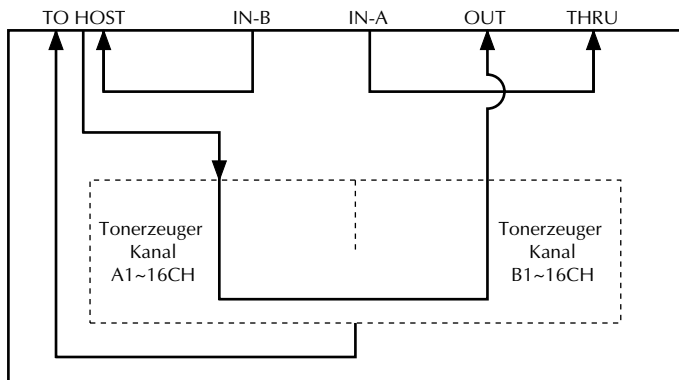 TO HOST IN-B IN-A OUT THRU
Tonerzeuger
Kanal
A1~16CH
Tonerzeuger
Kanal
B1~16CH